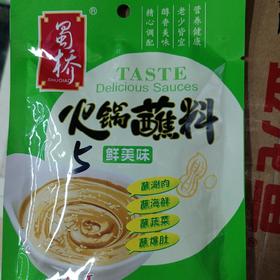 蜀桥®
SHUQIAO
营养健康
老少皆宜
醇香美味
精心调配
TASTE
Delicious Sauces
火锅蘸料
5
鲜美味
蘸涮肉
蘸海鲜
蘸蔬菜
蘸爆肚